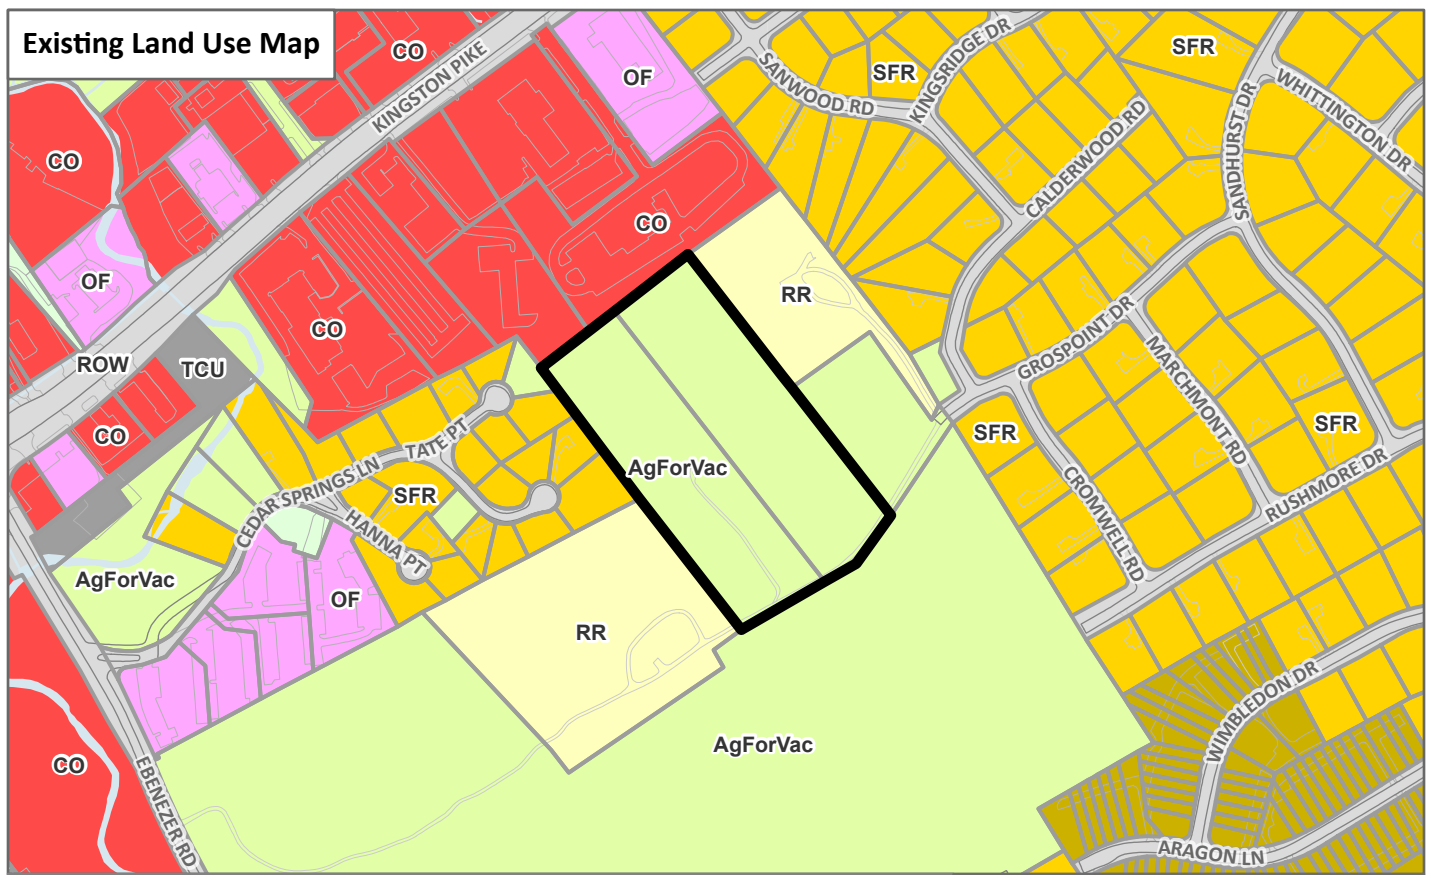 Existing Land Use Map
CO
KINGSTON PIKE
OF
SFR
SANWOOD RD
KINGSRIDGE DR
SFR
WHITTINGTON DR
CO
CALDERWOOD RD
SANDHURST DR
CO
OF
RR
CO
GROSPOINT DR
MARCHMONT RD
ROW
TCU
CO
TATE PT
SFR
SFR
AgForVac
CEDAR SPRINGS LN
SFR
CROMWELL RD
RUSHMORE DR
HANNA PT
AgForVac
OF
RR
WIMBLEDON DR
AgForVac
CO
EBENEZER RD
ARAGON LN